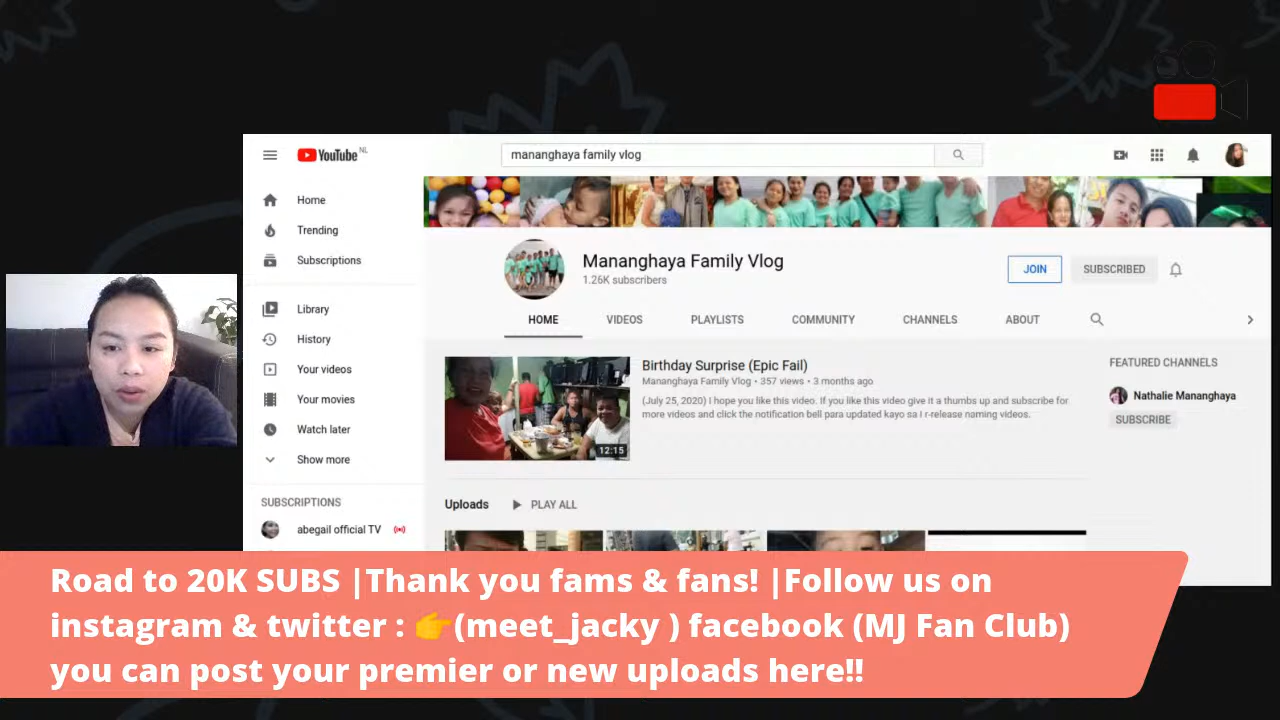 YouTube NL
mananghaya family vlog
Home
Trending
Subscriptions
Library
History
Your videos
Your movies
Watch later
Show more
SUBSCRIPTIONS
abegail official TV
Mananghaya Family Vlog
1.26K subscribers
JOIN
SUBSCRIBED
HOME VIDEOS PLAYLISTS COMMUNITY CHANNELS ABOUT
12:15
Birthday Surprise (Epic Fail)
Mananghaya Family Vlog • 357 views • 3 months ago
(July 25, 2020) I hope you like this video. If you like this video give it a thumbs up and subscribe for
more videos and click the notification bell para updated kayo sa I r-release naming videos.
FEATURED CHANNELS
Nathalie Mananghaya
SUBSCRIBE
Uploads PLAY ALL
Road to 20K SUBS |Thank you fams & fans! |Follow us on
instagram & twitter : 👉(meet_jacky ) facebook (MJ Fan Club)
you can post your premier or new uploads here!!